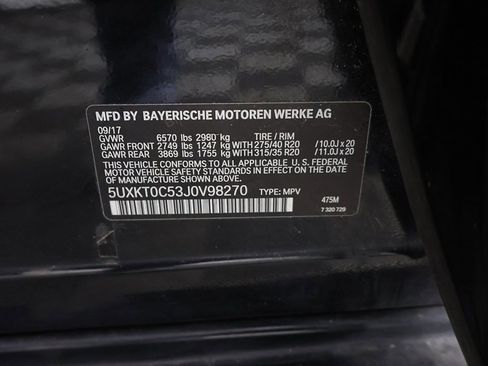 MFD BY BAYERISCHE MOTOREN WERKE AG
09/17
GVWR 6570 lbs 2980 kg TIRE / RIM
GAWR FRONT 2749 lbs 1247 kg WITH 275/40 R20 /10.0J x 20
GAWR REAR 3869 lbs 1755 kg WITH 315/35 R20 /11.0J x 20
THIS VEHICLE CONFORMS TO ALL APPLICABLE U.S. FEDERAL
MOTOR VEHICLE SAFETY STANDARDS IN EFFECT ON THE
DATE OF MANUFACTURE SHOWN ABOVE.
5UXKT0C53J0V98270 TYPE: MPV
475M
7 320 729